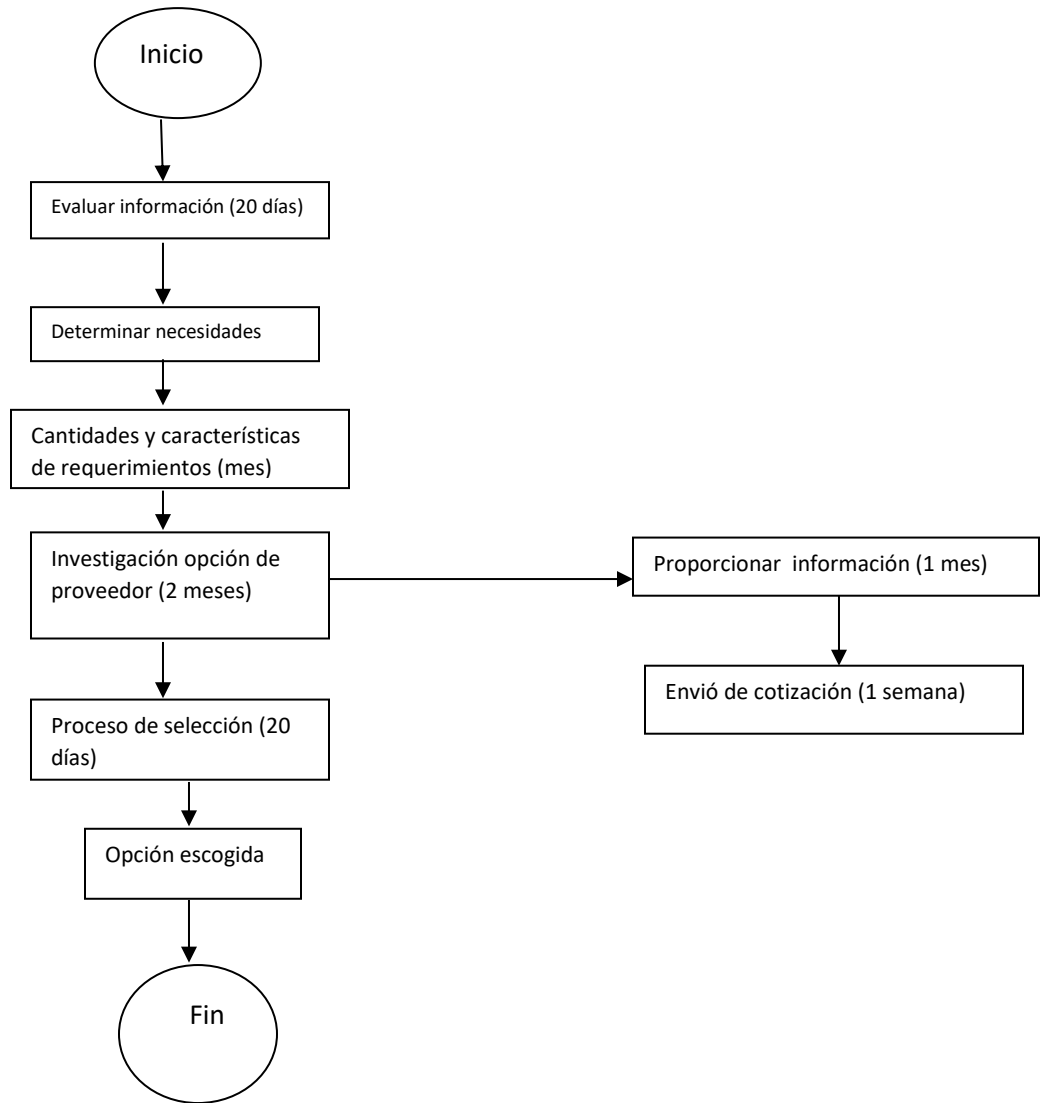 Inicio
Evaluar información (20 días)
Determinar necesidades
Cantidades y características
de requerimientos (mes)
Investigación opción de
proveedor (2 meses)
Proporcionar información (1 mes)
Envió de cotización (1 semana)
Proceso de selección (20
días)
Opción escogida
Fin